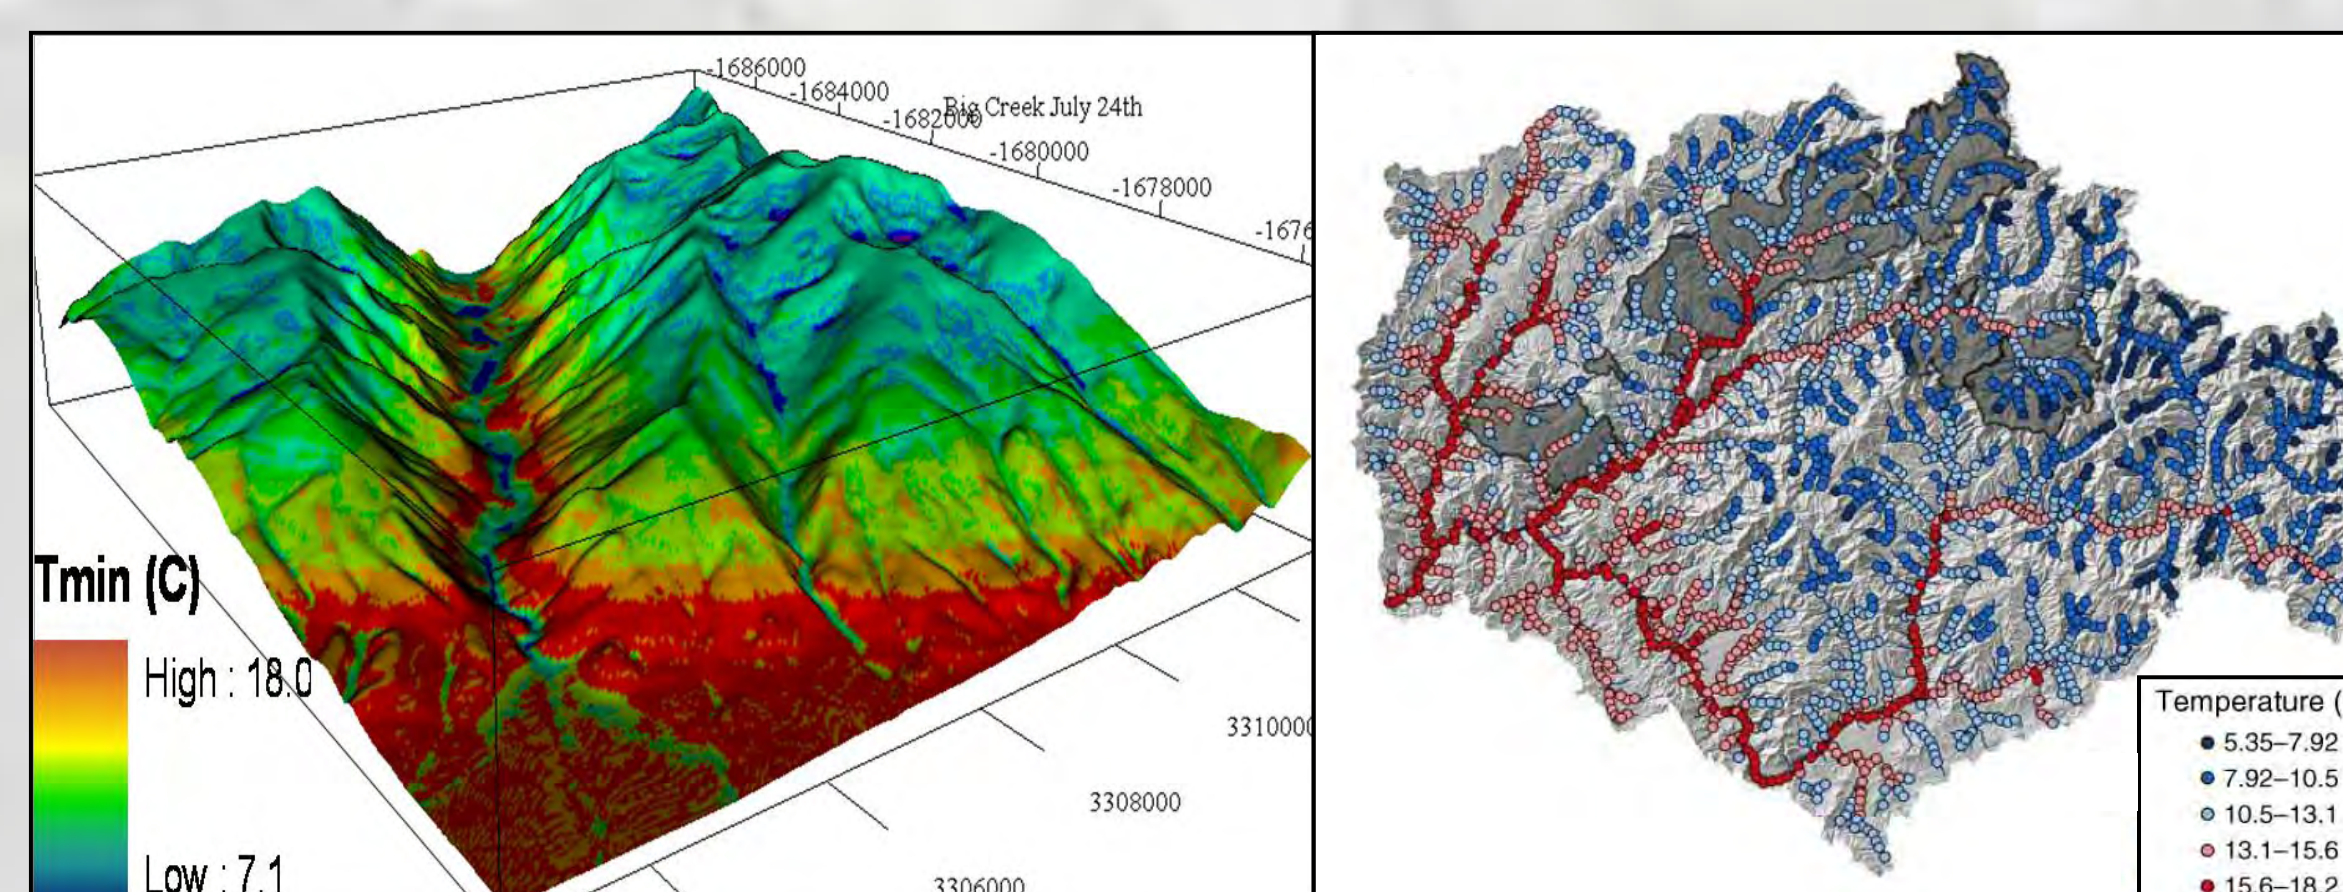 -1686000
-1684000
Big Creek July 24th
-1682000
-1680000
-1678000
-1676
Tmin (C)
High : 18.0
Low : 7.1
3310000
3308000
3306000
Temperature (
5.35–7.92
7.92–10.5
10.5–13.1
13.1–15.6
15.6–18.2